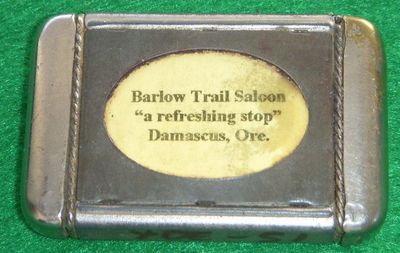 Barlow Trail Saloon
“a refreshing stop”
Damascus, Ore.